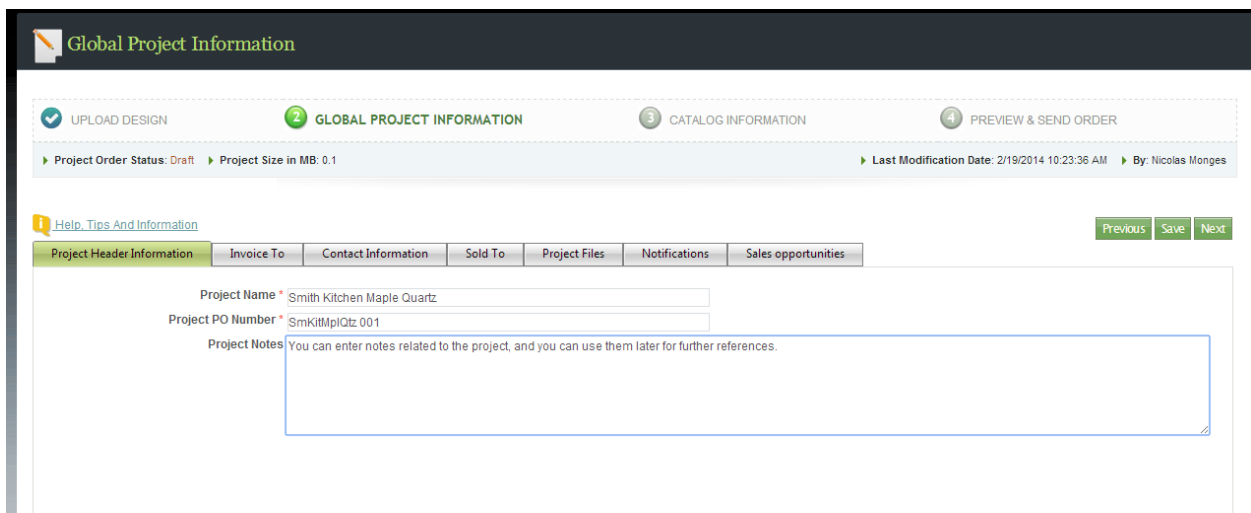 Global Project Information
UPLOAD DESIGN 2 GLOBAL PROJECT INFORMATION 3 CATALOG INFORMATION 4 PREVIEW & SEND ORDER
Project Order Status: Draft Project Size in MB: 0.1 Last Modification Date: 2/19/2014 10:23:36 AM By: Nicolas Monges
Help, Tips And Information Previous Save Next
Project Header Information Invoice To Contact Information Sold To Project Files Notifications Sales opportunities
Project Name * Smith Kitchen Maple Quartz
Project PO Number * SmKitMplQtz 001
Project Notes You can enter notes related to the project, and you can use them later for further references.